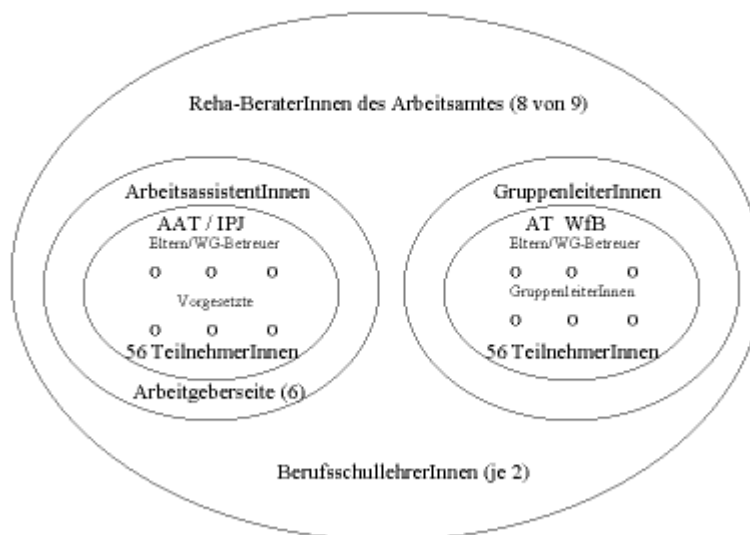 Reha-BeraterInnen des Arbeitsamtes (8 von 9)
ArbeitsassistentInnen
AAT / IPJ
Eltern/WG-Betreuer
o o o
Vorgesetzte
o o o
56 TeilnehmerInnen
Arbeitgeberseite (6)
GruppenleiterInnen
AT WfB
Eltern/WG-Betreuer
o o o
GruppenleiterInnen
o o o
56 TeilnehmerInnen
BerufsschullehrerInnen (je 2)